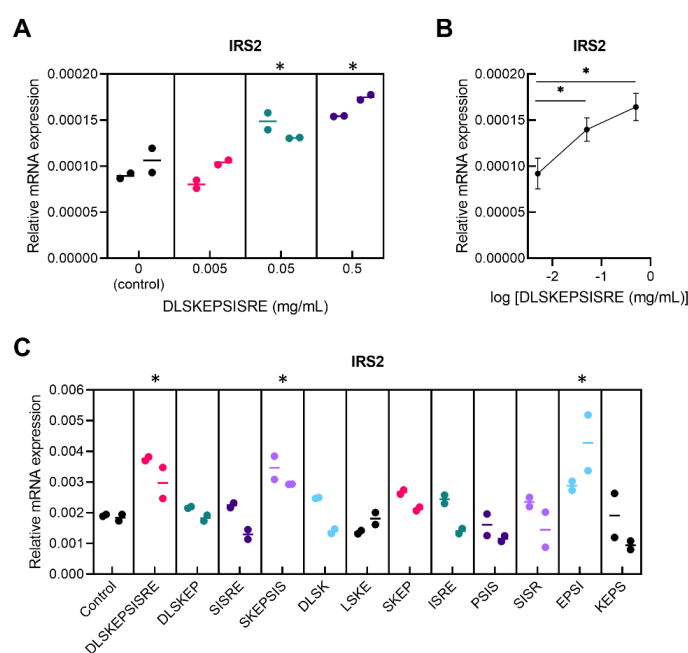 A
IRS2
* *
Relative mRNA expression
0.00020
0.00015
0.00010
0.00005
0.00000
0 0.005 0.05 0.5
(control)
DLSKEPSISRE (mg/mL)
B
IRS2
*
*
Relative mRNA expression
0.00020
0.00015
0.00010
0.00005
0.00000
-2 -1 0
log [DLSKEPSISRE (mg/mL)]
C
IRS2
* * *
Relative mRNA expression
0.006
0.005
0.004
0.003
0.002
0.001
0.000
Control
DLSKEPSISRE
DLSKEP
SISRE
SKEPSIS
DLSK
LSKE
SKEP
ISRE
PSIS
SISR
EPSI
KEPS